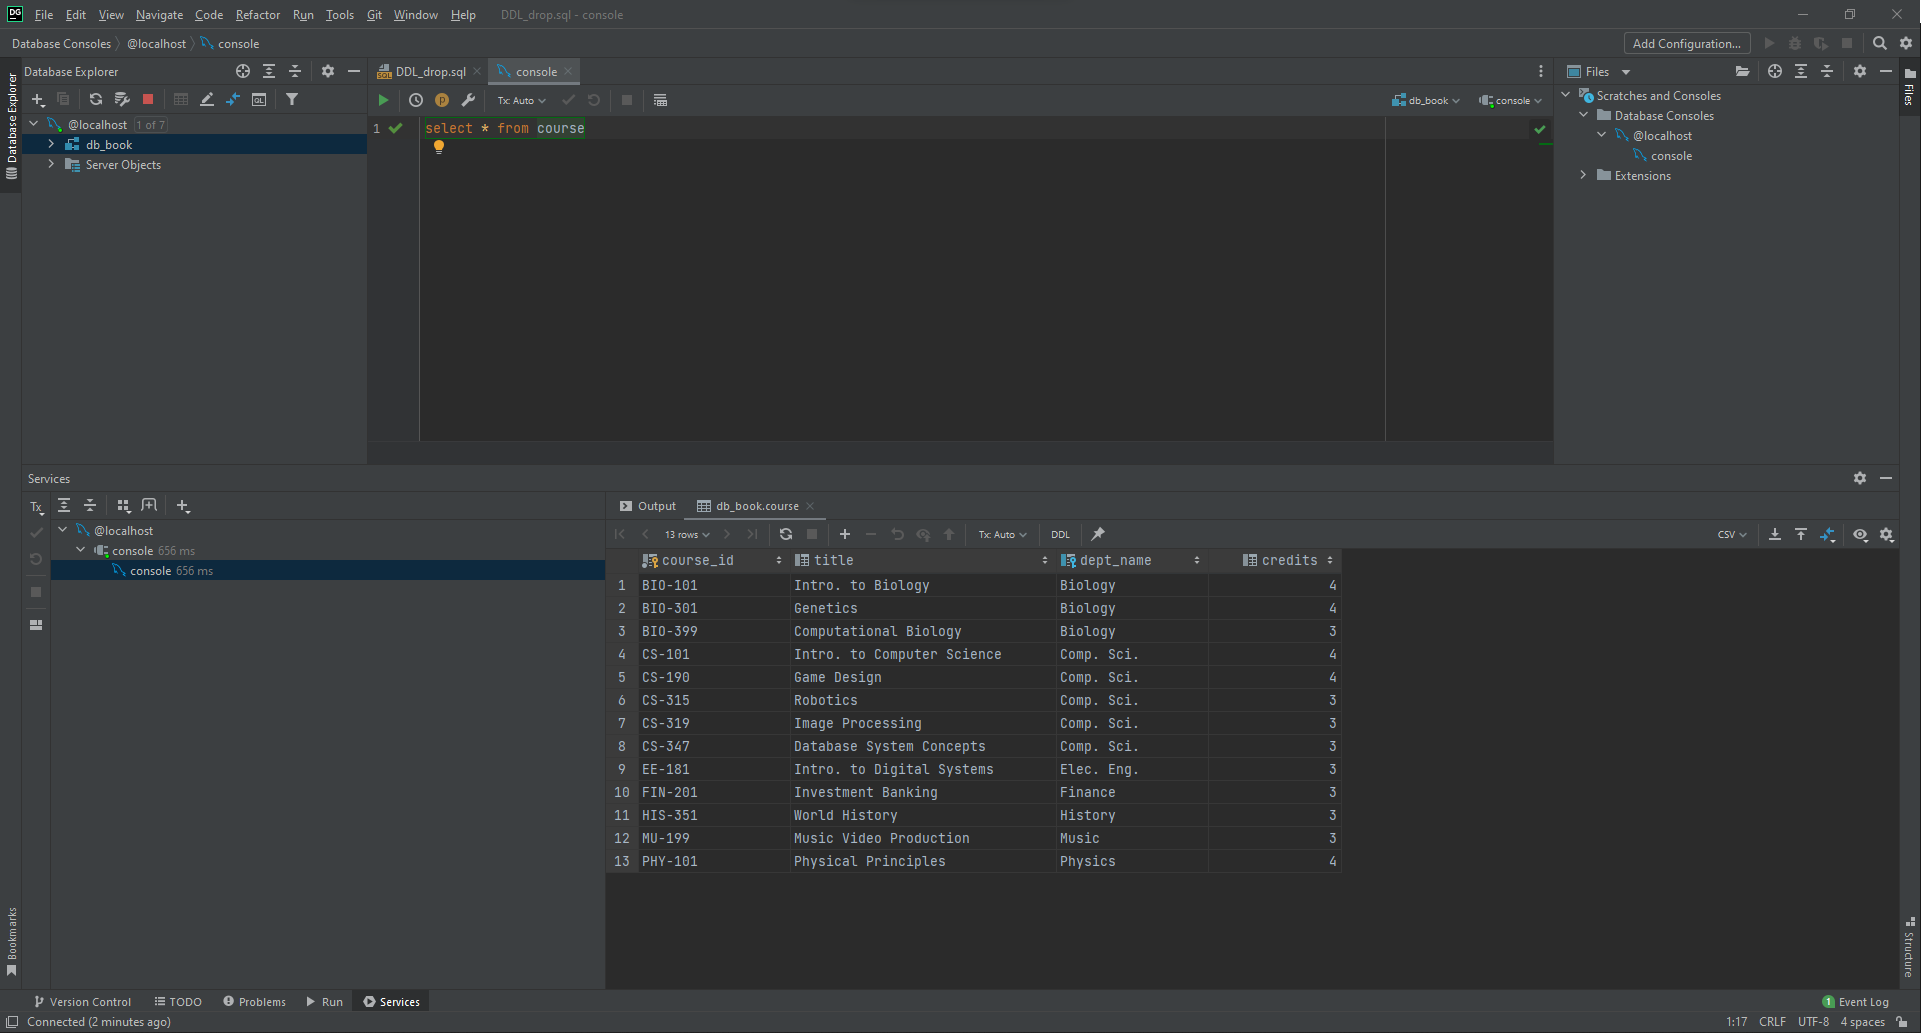 DG File Edit View Navigate Code Refactor Run Tools Git Window Help DDL_drop.sql - console
Database Consoles @localhost console Add Configuration...
Database Explorer
Database Explorer
@localhost 1 of 7
db_book
Server Objects
DDL_drop.sql console
Tx: Auto db_book console
1 select * from course
Files
Scratches and Consoles
Database Consoles
@localhost
console
Extensions
Files
Services
Tx
@localhost
console 656 ms
console 656 ms
Output db_book.course
13 rows Tx: Auto DDL CSV
course_id title dept_name credits
1 BIO-101 Intro. to Biology Biology 4
2 BIO-301 Genetics Biology 4
3 BIO-399 Computational Biology Biology 3
4 CS-101 Intro. to Computer Science Comp. Sci. 4
5 CS-190 Game Design Comp. Sci. 4
6 CS-315 Robotics Comp. Sci. 3
7 CS-319 Image Processing Comp. Sci. 3
8 CS-347 Database System Concepts Comp. Sci. 3
9 EE-181 Intro. to Digital Systems Elec. Eng. 3
10 FIN-201 Investment Banking Finance 3
11 HIS-351 World History History 3
12 MU-199 Music Video Production Music 3
13 PHY-101 Physical Principles Physics 4
Bookmarks
Structure
Version Control TODO Problems Run Services 1 Event Log
Connected (2 minutes ago) 1:17 CRLF UTF-8 4 spaces